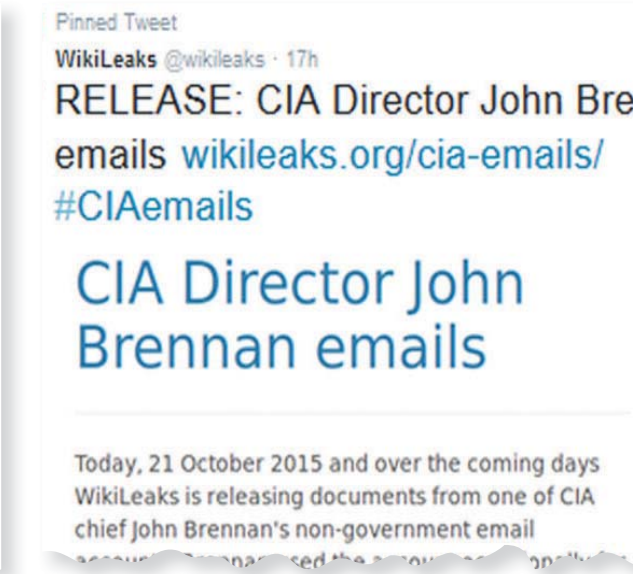 Pinned Tweet
WikiLeaks @wikileaks · 17h
RELEASE: CIA Director John Bre
emails wikileaks.org/cia-emails/
#CIAemails
CIA Director John
Brennan emails
Today, 21 October 2015 and over the coming days
WikiLeaks is releasing documents from one of CIA
chief John Brennan's non-government email
the